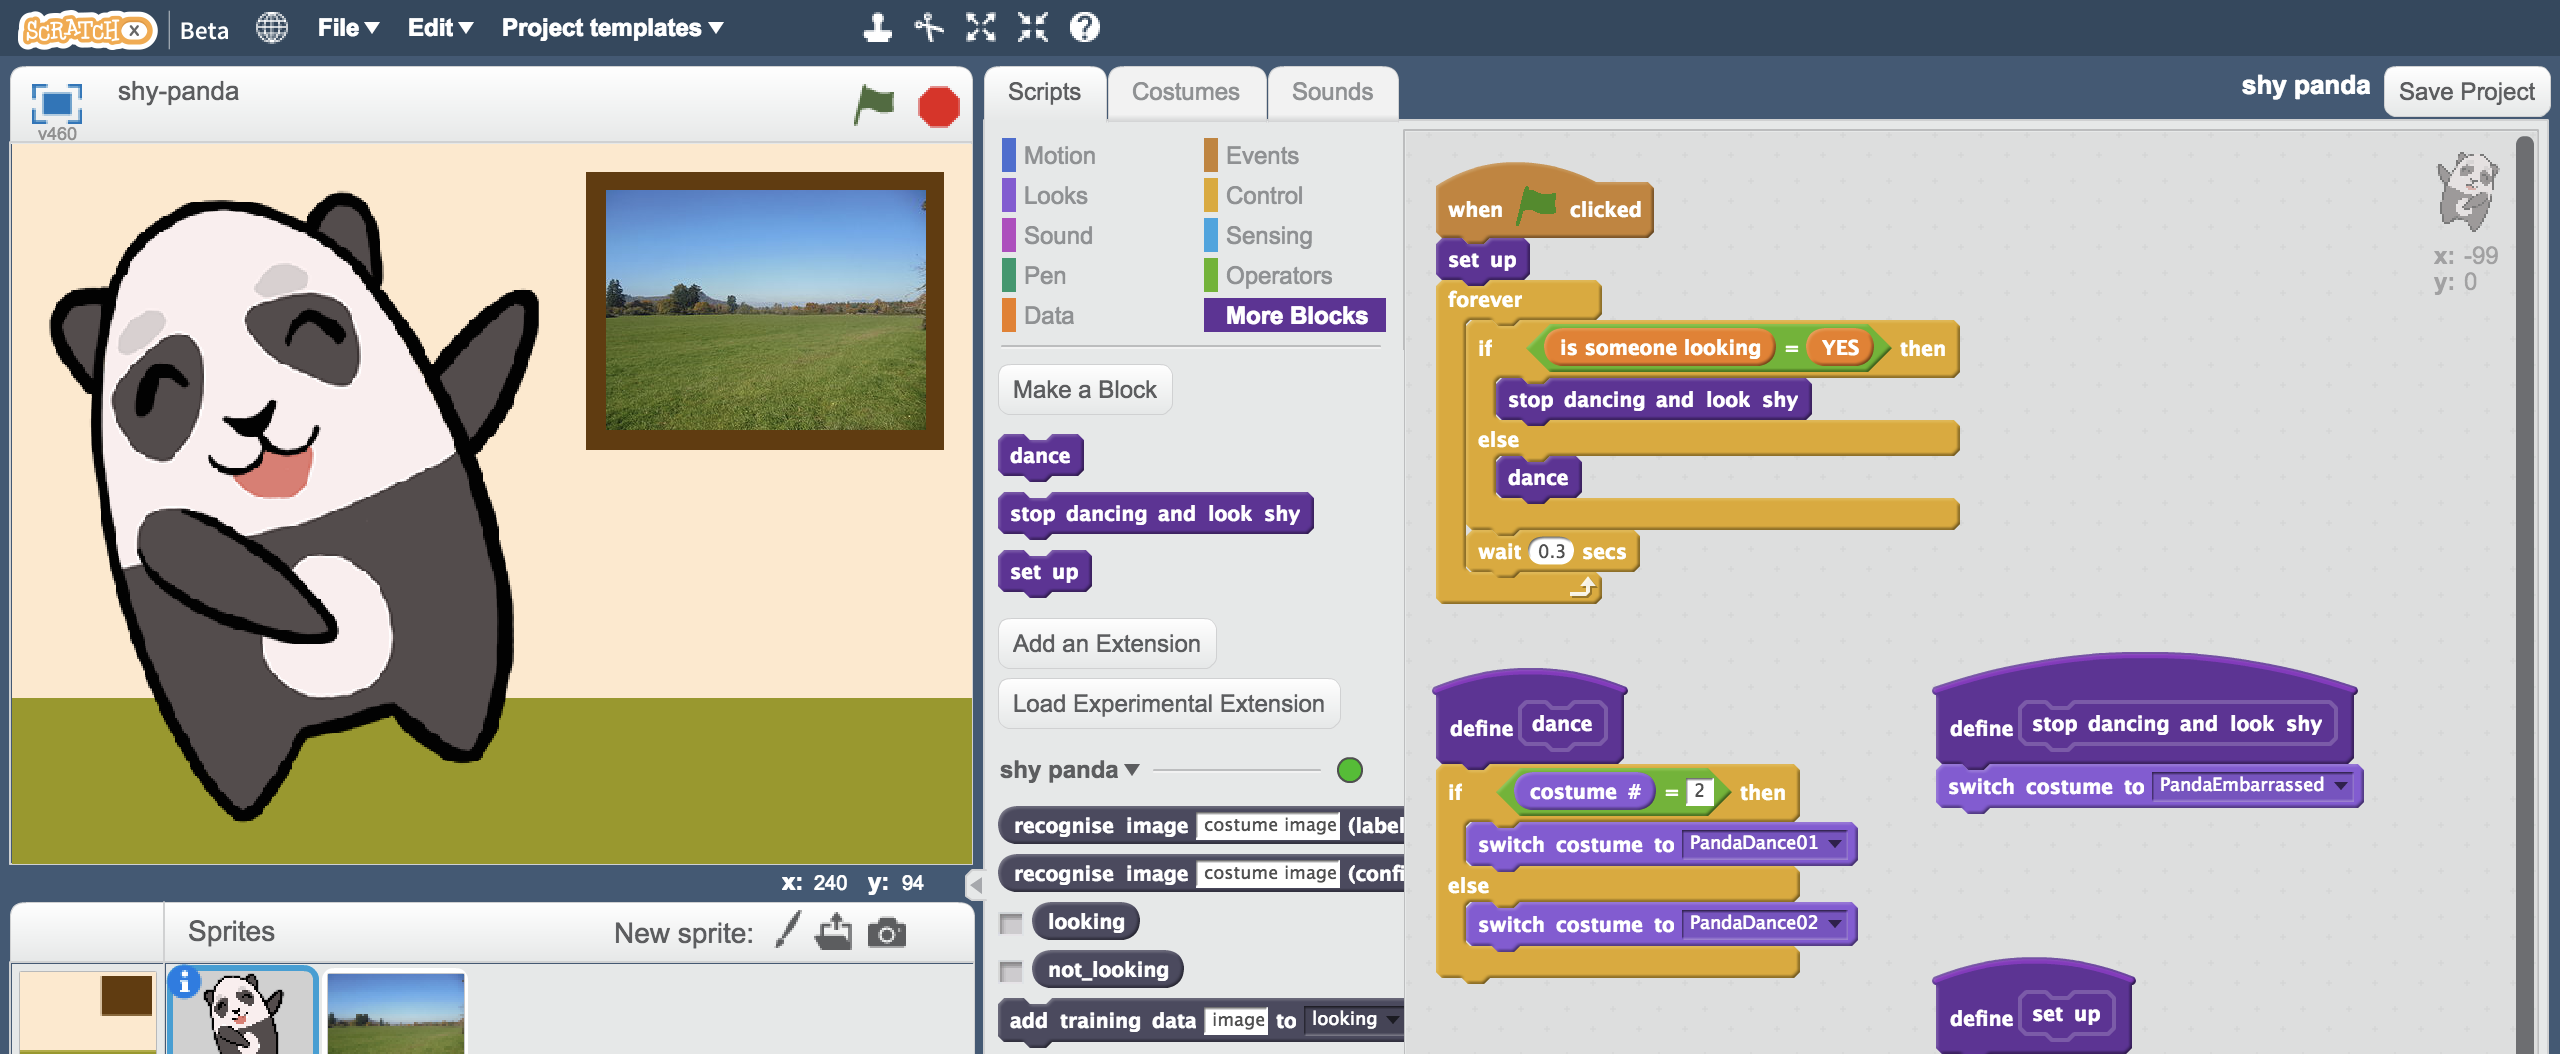 SCRATCH X Beta File Edit Project templates
shy-panda
v460
Scripts Costumes Sounds
shy panda Save Project
Motion Events
Looks Control
Sound Sensing
Pen Operators
Data More Blocks
Make a Block
dance
stop dancing and look shy
set up
Add an Extension
Load Experimental Extension
shy panda
recognise image costume image (label
recognise image costume image (confi
looking
not_looking
add training data image to looking
when clicked
set up
forever
if is someone looking = YES then
stop dancing and look shy
else
dance
wait 0.3 secs
x: -99
y: 0
define dance
if costume # = 2 then
switch costume to PandaDance01
else
switch costume to PandaDance02
define stop dancing and look shy
switch costume to PandaEmbarrassed
define set up
x: 240 y: 94
Sprites New sprite: